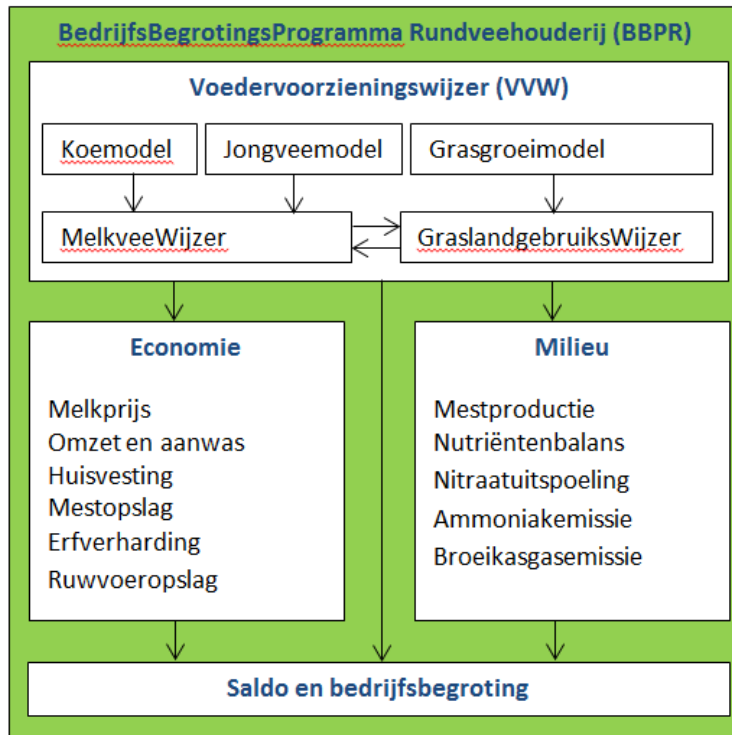 BedrijfsBegrotingsProgramma Rundveehouderij (BBPR)
Voedervoorzieningswijzer (VVW)
Koemodel
Jongveemodel
Grasgroeimodel
MelkveeWijzer
GraslandgebruiksWijzer
Economie
Melkprijs
Omzet en aanwas
Huisvesting
Mestopslag
Erfverharding
Ruwvoeropslag
Milieu
Mestproductie
Nutriëntenbalans
Nitraatuitspoeling
Ammoniakemissie
Broeikasgasemissie
Saldo en bedrijfsbegroting